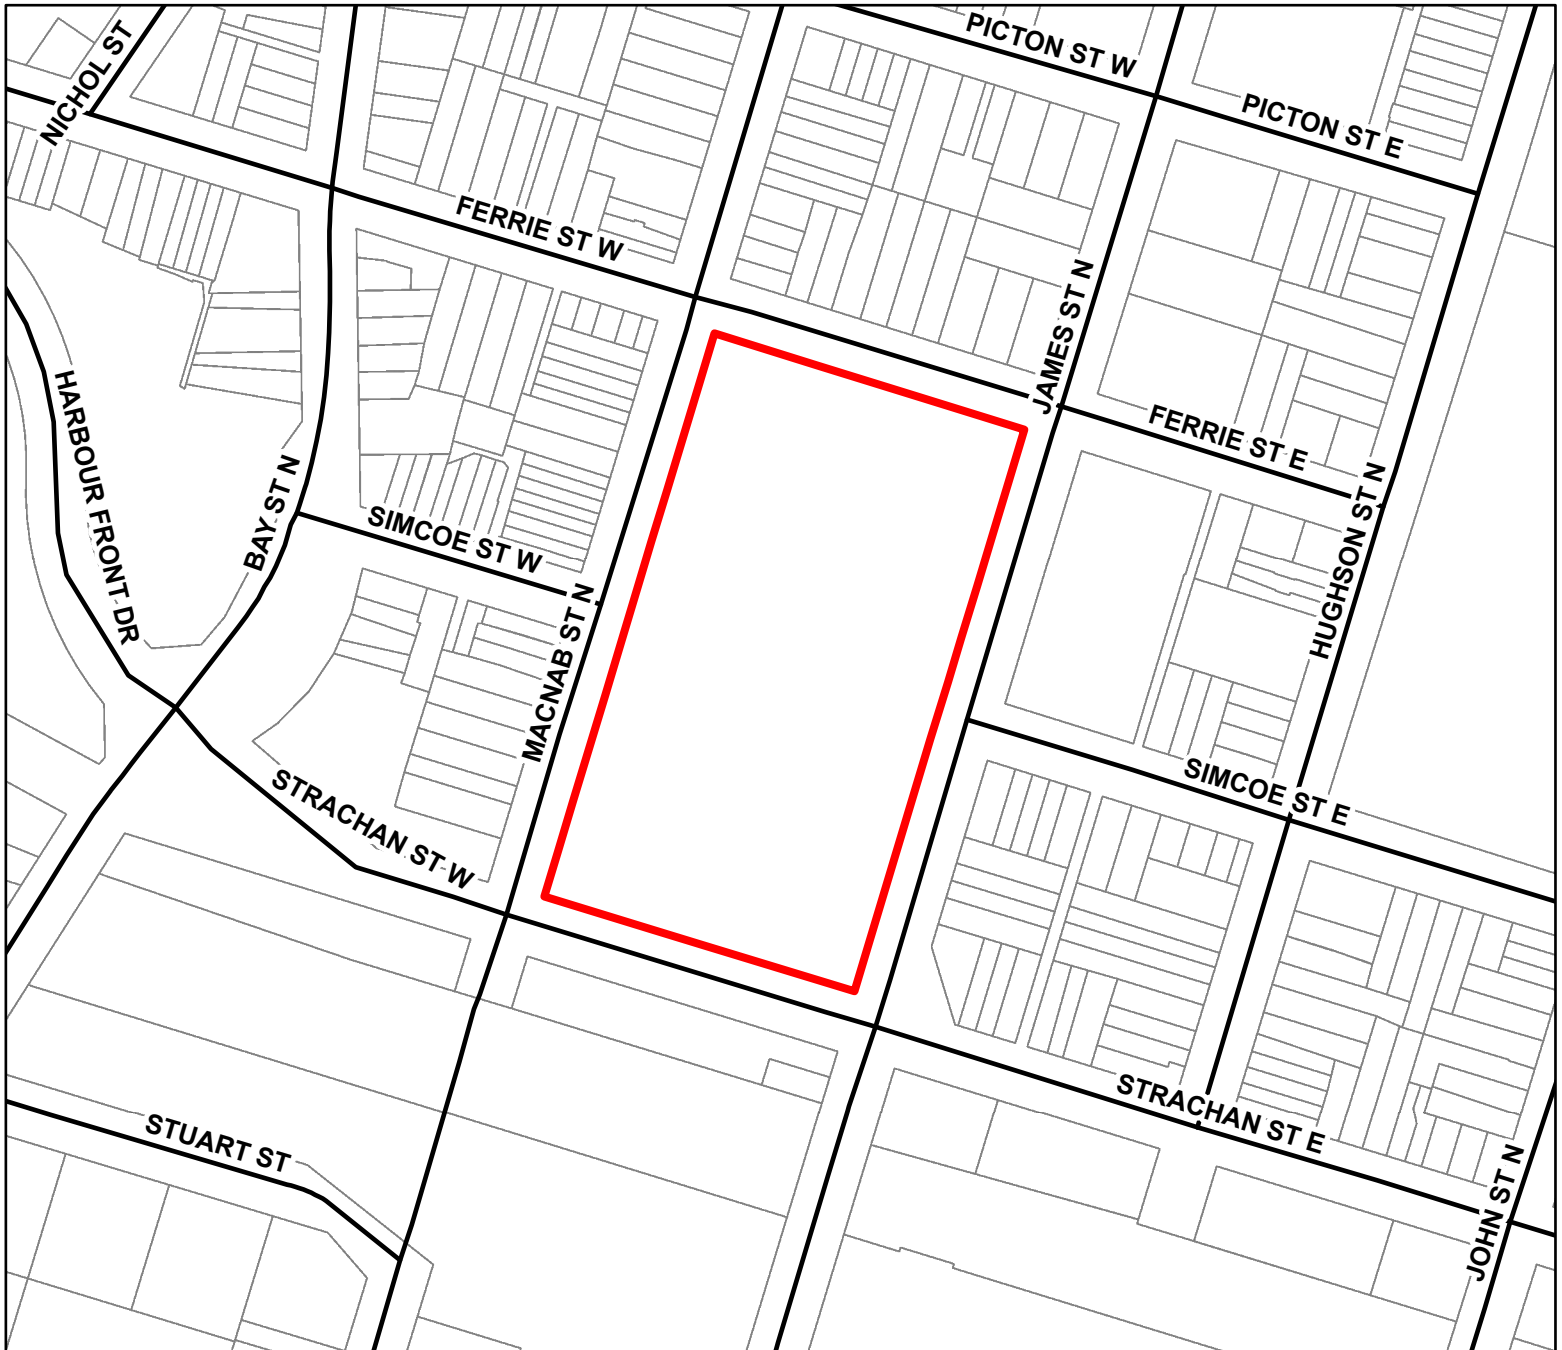 PICTON ST W
NICHOL ST
PICTON ST E
FERRIE ST W
JAMES ST N
HARBOUR FRONT DR
FERRIE ST E
BAY ST N
HUGHSON ST N
SIMCOE ST W
MACNAB ST N
SIMCOE ST E
STRACHAN ST W
STRACHAN ST E
STUART ST
JOHN ST N